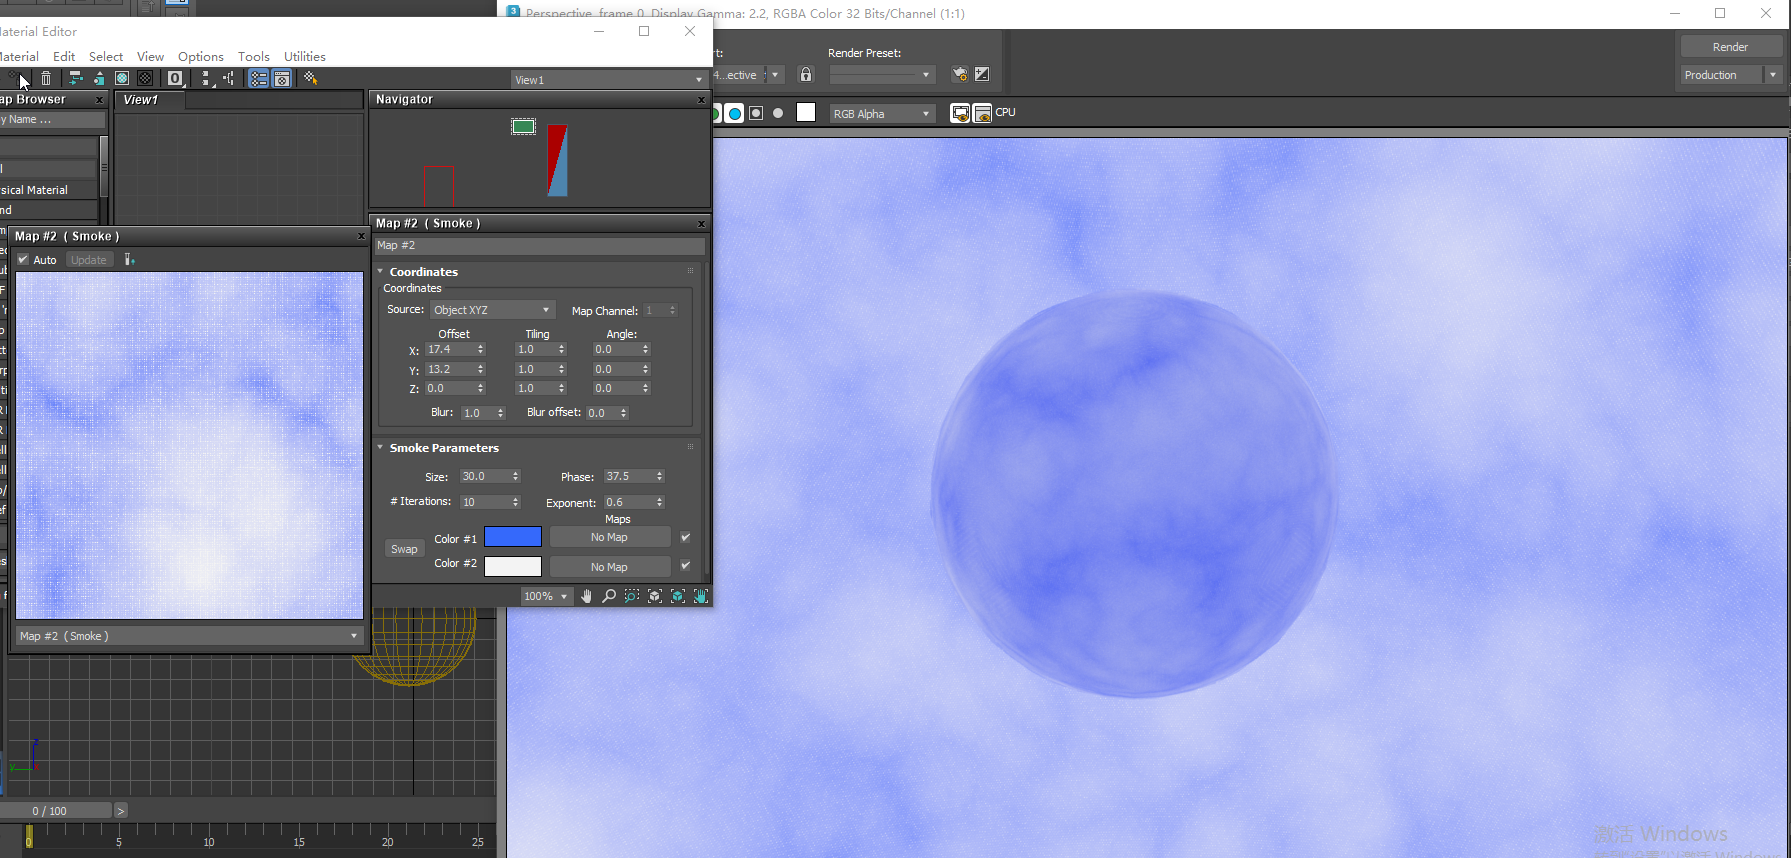 Perspective, frame 0, Display Gamma: 2.2, RGBA Color 32 Bits/Channel (1:1)
aterial Editor
Material Edit Select View Options Tools Utilities
Render Preset:
...ective
Render
Production
View1
RGB Alpha
CPU
ap Browser
View1
Navigator
y Name ...
sical Material
nd
Map #2 ( Smoke )
Map #2
Map #2 ( Smoke )
Auto Update
Coordinates
Coordinates
Source: Object XYZ Map Channel: 1
Offset Tiling Angle:
X: 17.4 1.0 0.0
Y: 13.2 1.0 0.0
Z: 0.0 1.0 0.0
Blur: 1.0 Blur offset: 0.0
Smoke Parameters
Size: 30.0 Phase: 37.5
# Iterations: 10 Exponent: 0.6
Maps
Color #1 No Map
Swap
Color #2 No Map
100%
Map #2 ( Smoke )
z
y
0 / 100 >
0 5 10 15 20 25
激活 Windows